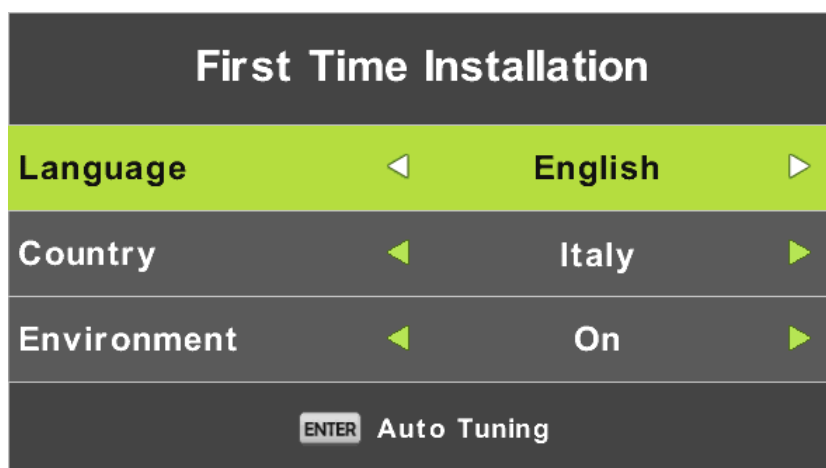 First Time Installation
Language English
Country Italy
Environment On
ENTER Auto Tuning